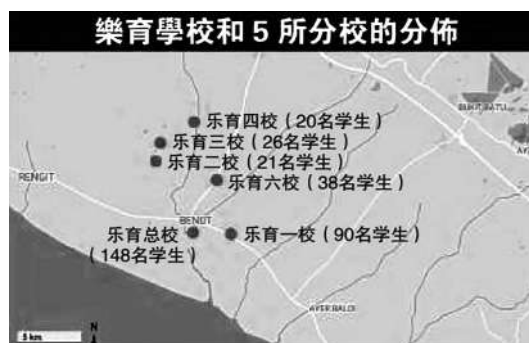 樂育學校和 5 所分校的分佈
BUKIT BATU
乐育四校（20名学生）
乐育三校（26名学生）
乐育二校（21名学生）
RENGIT
乐育六校（38名学生）
BENUT
乐育总校
（148名学生）
乐育一校（90名学生）
AYER BALOI
5 km
N